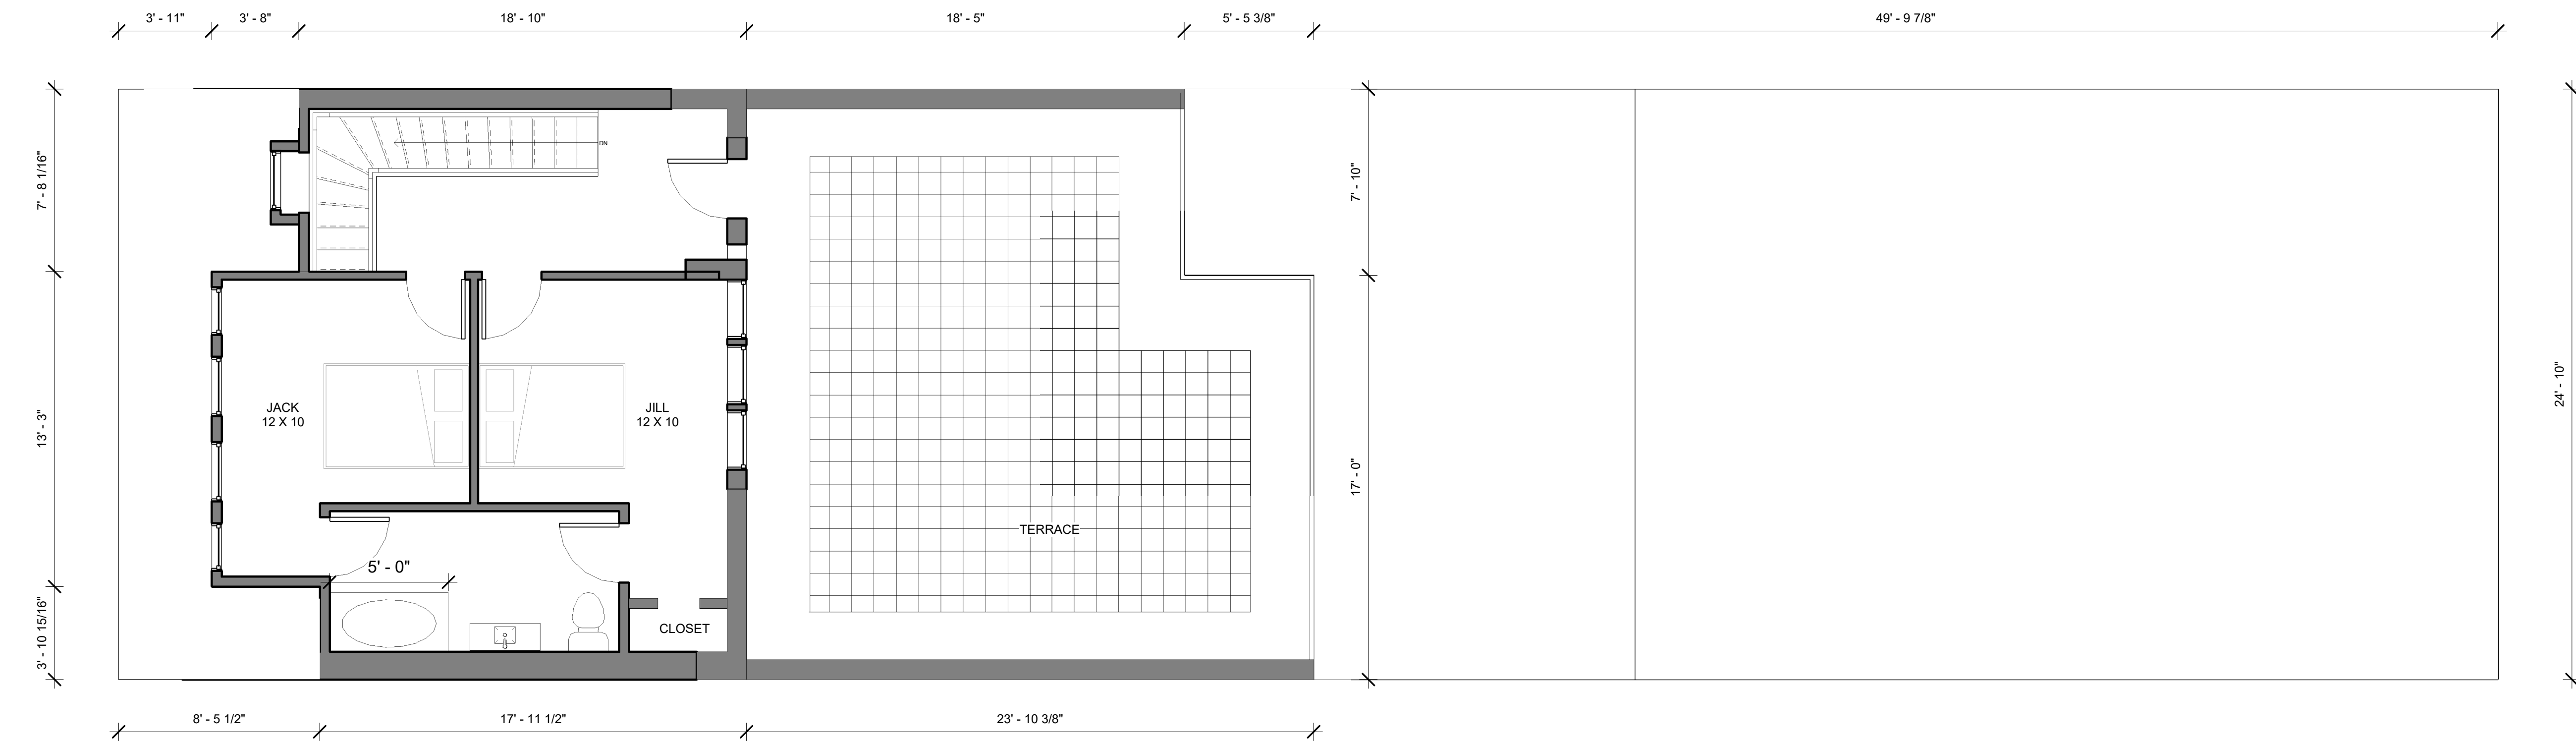 3' - 11"
3' - 8"
18' - 10"
18' - 5"
5' - 5 3/8"
49' - 9 7/8"
7' - 8 1/16"
13' - 3"
3' - 10 15/16"
DN
7' - 10"
17' - 0"
24' - 10"
JACK
12 X 10
JILL
12 X 10
TERRACE
5' - 0"
CLOSET
8' - 5 1/2"
17' - 11 1/2"
23' - 10 3/8"